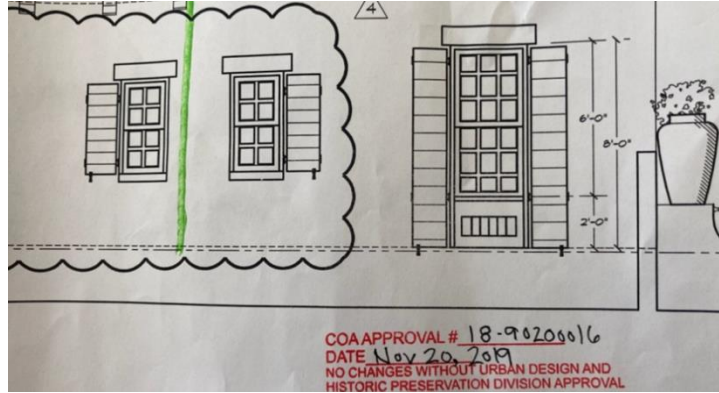 4
6'-0"
8'-0"
2'-0"
COA APPROVAL # 18-90200016
DATE Nov 20, 2019
NO CHANGES WITHOUT URBAN DESIGN AND
HISTORIC PRESERVATION DIVISION APPROVAL